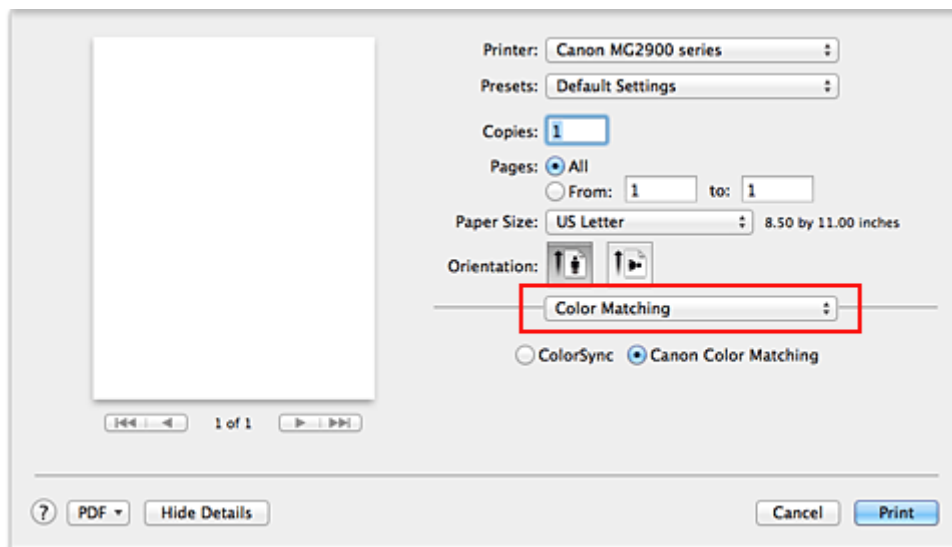 Printer: Canon MG2900 series
Presets: Default Settings
Copies: 1
Pages: All
From: 1 to: 1
Paper Size: US Letter 8.50 by 11.00 inches
Orientation:
Color Matching
ColorSync Canon Color Matching
1 of 1
? PDF Hide Details Cancel Print